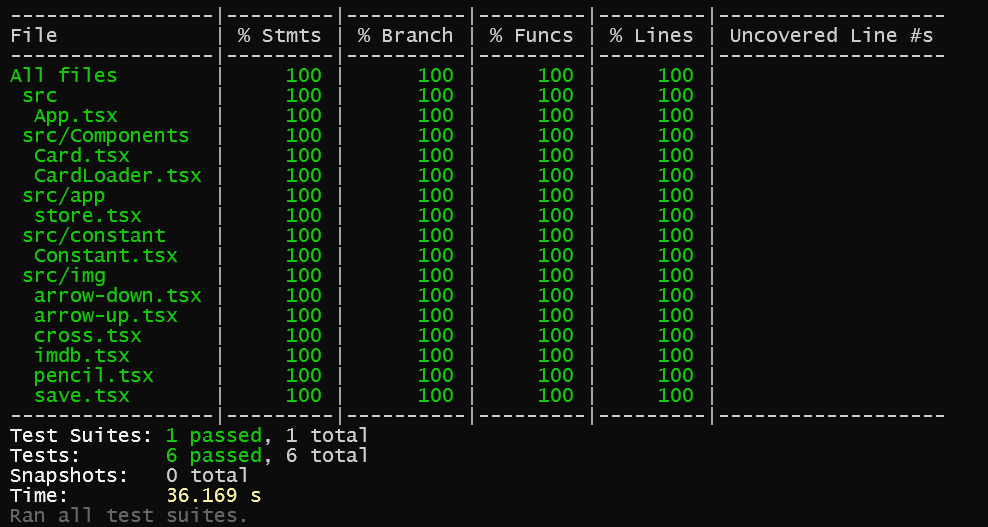 -----------------|---------|----------|---------|---------|-------------------
File             | % Stmts | % Branch | % Funcs | % Lines | Uncovered Line #s
-----------------|---------|----------|---------|---------|-------------------
All files        |     100 |      100 |     100 |     100 |
 src             |     100 |      100 |     100 |     100 |
  App.tsx        |     100 |      100 |     100 |     100 |
 src/Components  |     100 |      100 |     100 |     100 |
  Card.tsx       |     100 |      100 |     100 |     100 |
  CardLoader.tsx |     100 |      100 |     100 |     100 |
 src/app         |     100 |      100 |     100 |     100 |
  store.tsx      |     100 |      100 |     100 |     100 |
 src/constant    |     100 |      100 |     100 |     100 |
  Constant.tsx   |     100 |      100 |     100 |     100 |
 src/img         |     100 |      100 |     100 |     100 |
  arrow-down.tsx |     100 |      100 |     100 |     100 |
  arrow-up.tsx   |     100 |      100 |     100 |     100 |
  cross.tsx      |     100 |      100 |     100 |     100 |
  imdb.tsx       |     100 |      100 |     100 |     100 |
  pencil.tsx     |     100 |      100 |     100 |     100 |
  save.tsx       |     100 |      100 |     100 |     100 |
-----------------|---------|----------|---------|---------|-------------------
Test Suites: 1 passed, 1 total
Tests:       6 passed, 6 total
Snapshots:   0 total
Time:        36.169 s
Ran all test suites.